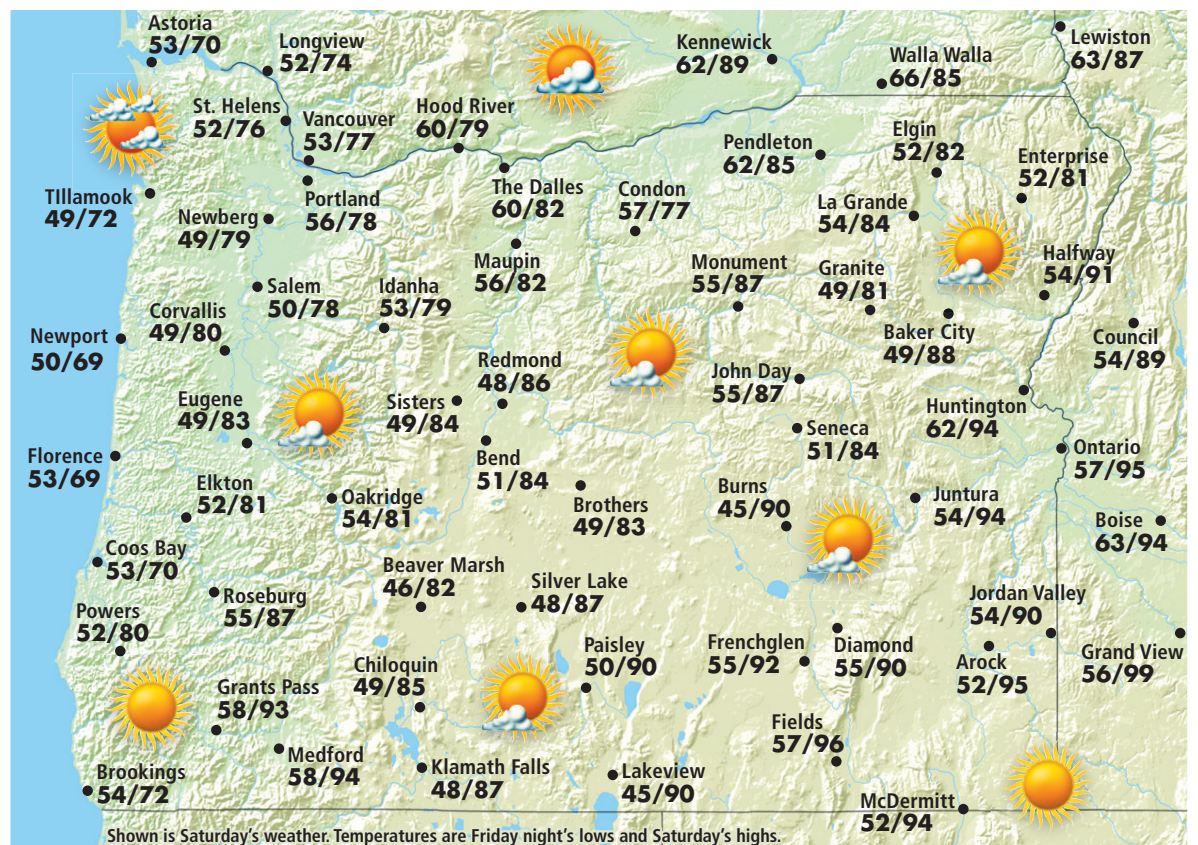 Astoria
53/70
Longview
52/74
Kennewick
62/89
Walla Walla
66/85
Lewiston
63/87
St. Helens
52/76
Vancouver
53/77
Hood River
60/79
Pendleton
62/85
Elgin
52/82
Enterprise
52/81
TIllamook
49/72
Newberg
49/79
Portland
56/78
The Dalles
60/82
Condon
57/77
La Grande
54/84
Maupin
56/82
Monument
55/87
Granite
49/81
Halfway
54/91
Salem
50/78
Idanha
53/79
Corvallis
49/80
Newport
50/69
Baker City
49/88
Council
54/89
Redmond
48/86
John Day
55/87
Eugene
49/83
Sisters
49/84
Huntington
62/94
Seneca
51/84
Ontario
57/95
Florence
53/69
Bend
51/84
Elkton
52/81
Oakridge
54/81
Brothers
49/83
Burns
45/90
Juntura
54/94
Boise
63/94
Coos Bay
53/70
Beaver Marsh
46/82
Silver Lake
48/87
Roseburg
55/87
Jordan Valley
54/90
Powers
52/80
Paisley
50/90
Frenchglen
55/92
Diamond
55/90
Arock
52/95
Grand View
56/99
Chiloquin
49/85
Grants Pass
58/93
Fields
57/96
Medford
58/94
Klamath Falls
48/87
Lakeview
45/90
Brookings
54/72
McDermitt
52/94
Shown is Saturday's weather. Temperatures are Friday night's lows and Saturday's highs.